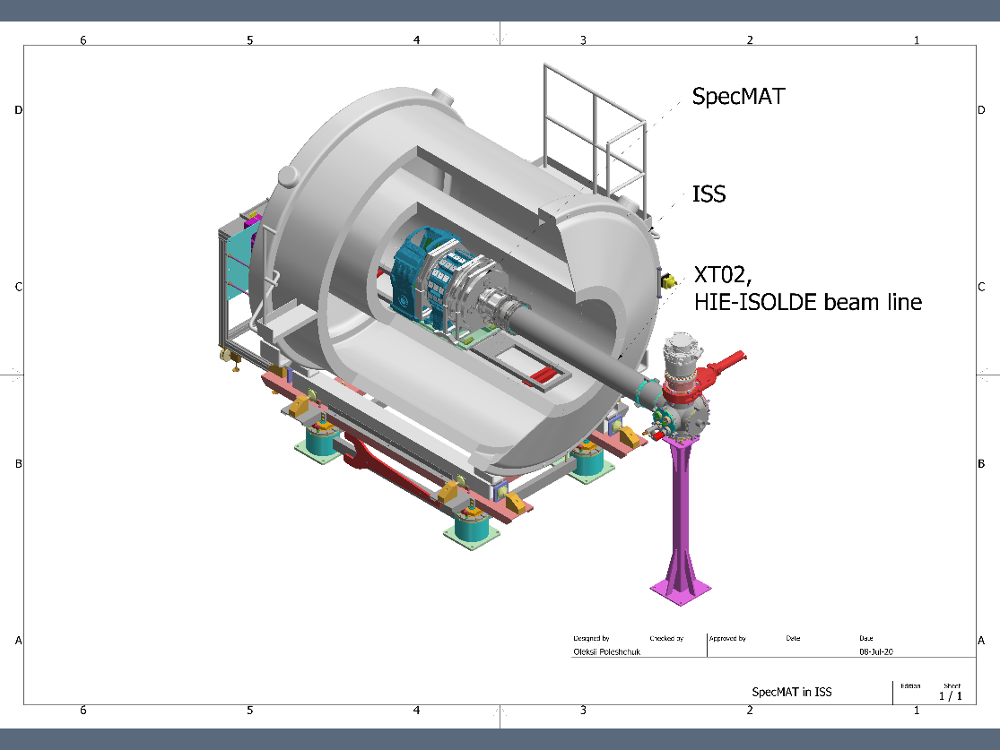 6 5 4 3 2 1
D D
SpecMAT
ISS
C C
XT02,
HIE-ISOLDE beam line
B B
A A
Designed by Checked by Approved by Date Date
Oleksii Poleshchuk 08-Jul-20
SpecMAT in ISS Edition Sheet
1 / 1
6 5 4 3 2 1